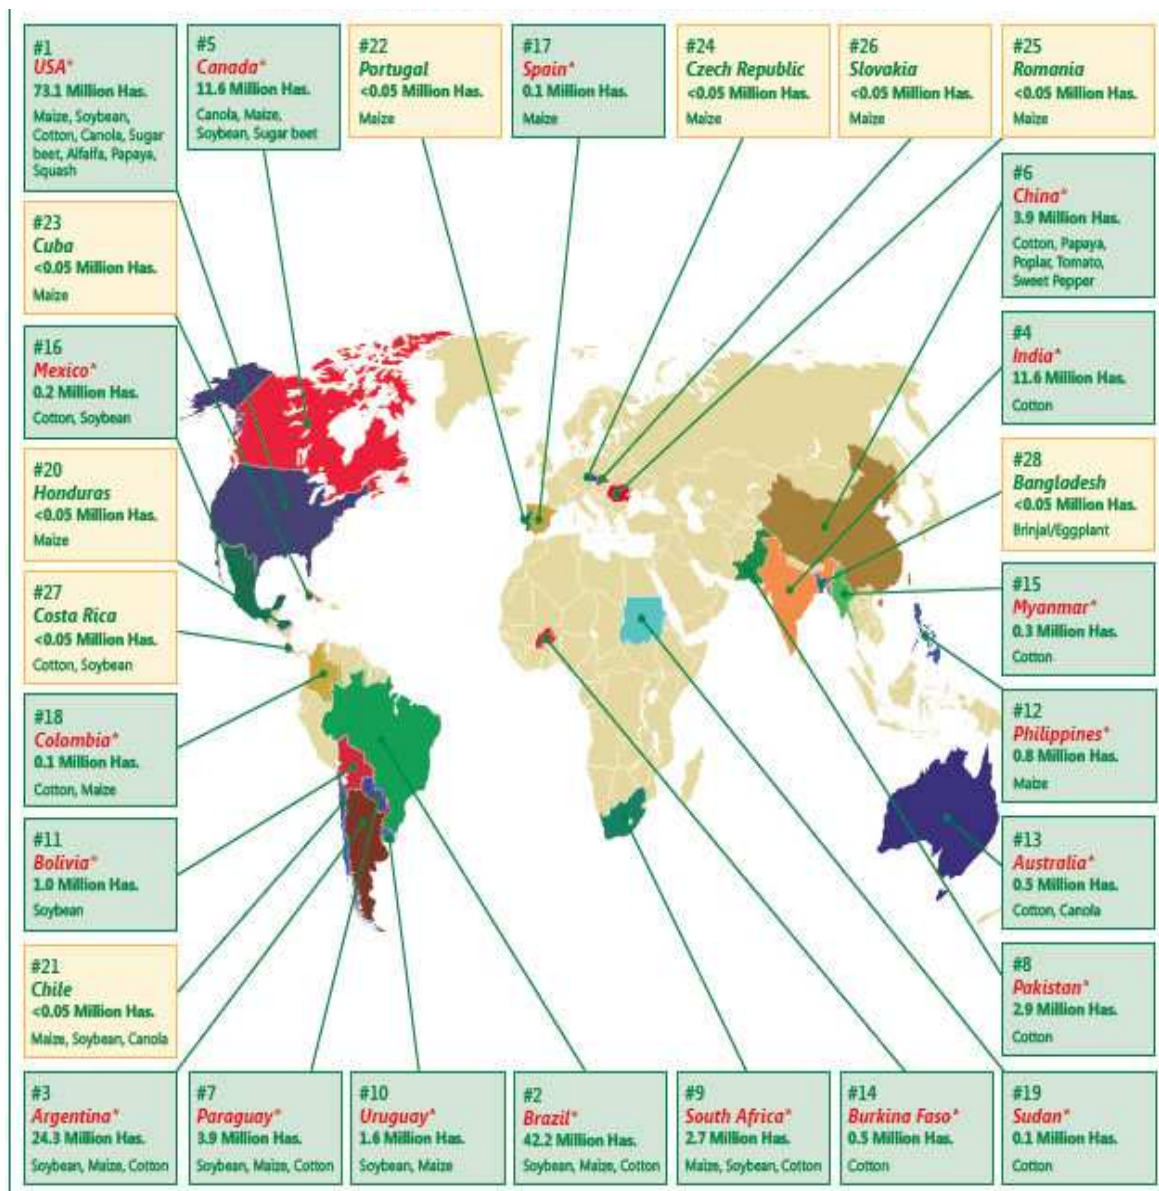 #1
USA*
73.1 Million Has.
Maize, Soybean,
Cotton, Canola, Sugar
beet, Alfalfa, Papaya,
Squash
#5
Canada*
11.6 Million Has.
Canola, Maize,
Soybean, Sugar beet
#22
Portugal
<0.05 Million Has.
Maize
#17
Spain*
0.1 Million Has.
Maize
#24
Czech Republic
<0.05 Million Has.
Maize
#26
Slovakia
<0.05 Million Has.
Maize
#25
Romania
<0.05 Million Has.
Maize
#23
Cuba
<0.05 Million Has.
Maize
#16
Mexico*
0.2 Million Has.
Cotton, Soybean
#20
Honduras
<0.05 Million Has.
Maize
#27
Costa Rica
<0.05 Million Has.
Cotton, Soybean
#18
Colombia*
0.1 Million Has.
Cotton, Maize
#11
Bolivia*
1.0 Million Has.
Soybean
#21
Chile
<0.05 Million Has.
Maize, Soybean, Canola
#6
China*
3.9 Million Has.
Cotton, Papaya,
Poplar, Tomato,
Sweet Pepper
#4
India*
11.6 Million Has.
Cotton
#28
Bangladesh
<0.05 Million Has.
Brinjal/Eggplant
#15
Myanmar*
0.3 Million Has.
Cotton
#12
Philippines*
0.8 Million Has.
Maize
#13
Australia*
0.5 Million Has.
Cotton, Canola
#8
Pakistan*
2.9 Million Has.
Cotton
#3
Argentina*
24.3 Million Has.
Soybean, Maize, Cotton
#7
Paraguay*
3.9 Million Has.
Soybean, Maize, Cotton
#10
Uruguay*
1.6 Million Has.
Soybean, Maize
#2
Brazil*
42.2 Million Has.
Soybean, Maize, Cotton
#9
South Africa*
2.7 Million Has.
Maize, Soybean, Cotton
#14
Burkina Faso*
0.5 Million Has.
Cotton
#19
Sudan*
0.1 Million Has.
Cotton